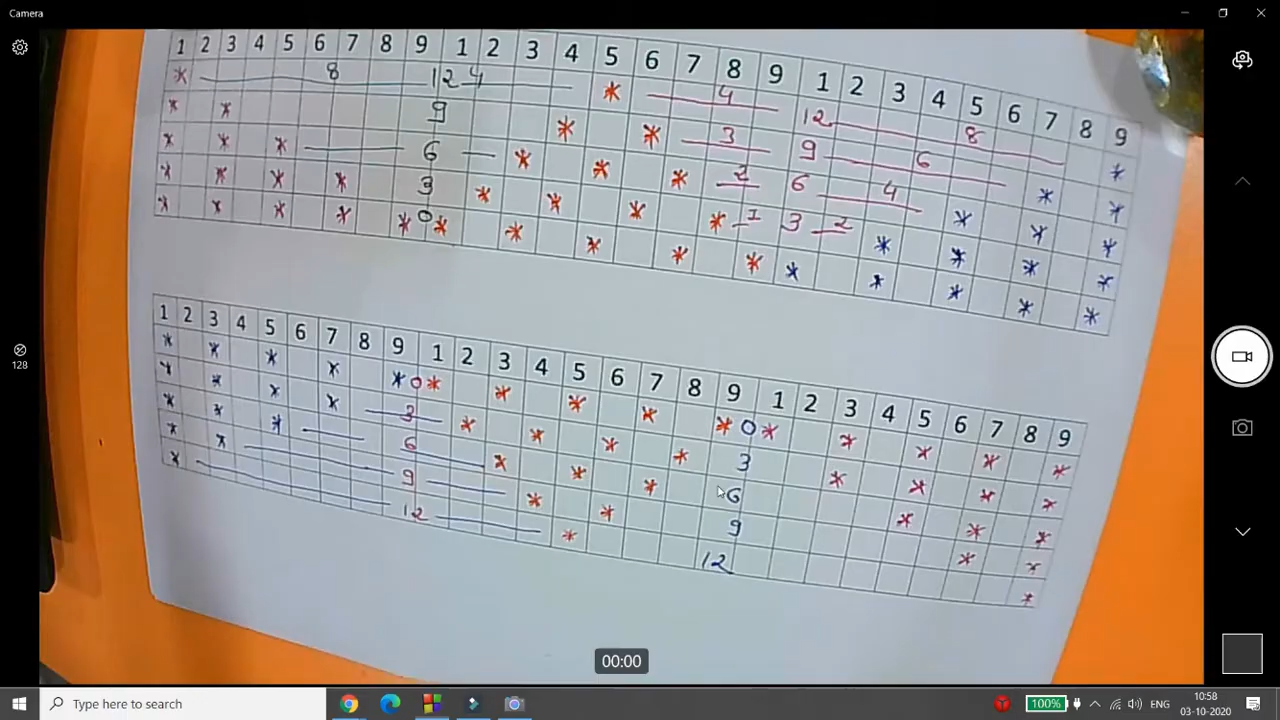 Camera
1 2 3 4 5 6 7 8 9 1 2 3 4 5 6 7 8 9 1 2 3 4 5 6 7 8 9
* 8 12 4 * 4 12 8 *
* * 9 * * 3 9 6 * *
* * * 6 * * * 2 6 4 * * *
* * * * 3 * * * * 1 3 2 * * * *
* * * * * 0 * * * * * * * * * *
1 2 3 4 5 6 7 8 9 1 2 3 4 5 6 7 8 9 1 2 3 4 5 6 7 8 9
* * * * * 0 * * * * * 0 * * * * *
* * * * 3 * * * * 3 * * * *
* * * 6 * * * 6 * * *
* * 9 * * 9 * *
* 12 * 12 *
128
00:00
Type here to search
100%
ENG
10:58
03-10-2020